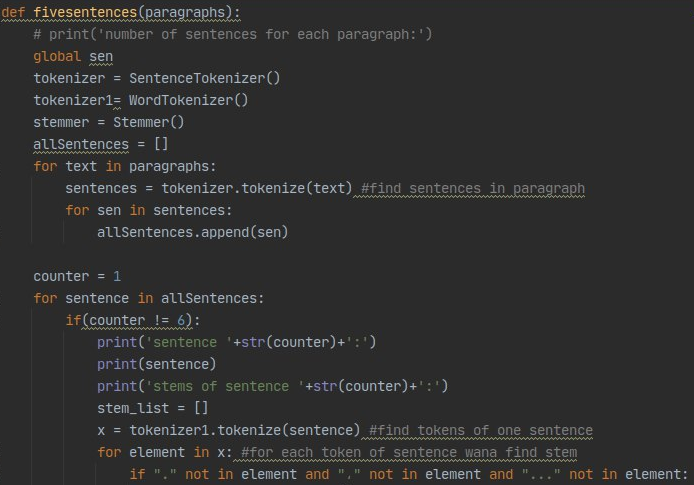 def fivesentences(paragraphs):
    # print('number of sentences for each paragraph:')
    global sen
    tokenizer = SentenceTokenizer()
    tokenizer1= WordTokenizer()
    stemmer = Stemmer()
    allSentences = []
    for text in paragraphs:
        sentences = tokenizer.tokenize(text) #find sentences in paragraph
        for sen in sentences:
            allSentences.append(sen)
    counter = 1
    for sentence in allSentences:
        if(counter != 6):
            print('sentence '+str(counter)+':')
            print(sentence)
            print('stems of sentence '+str(counter)+':')
            stem_list = []
            x = tokenizer1.tokenize(sentence) #find tokens of one sentence
            for element in x: #for each token of sentence wana find stem
                if "." not in element and "،" not in element and "..." not in element: